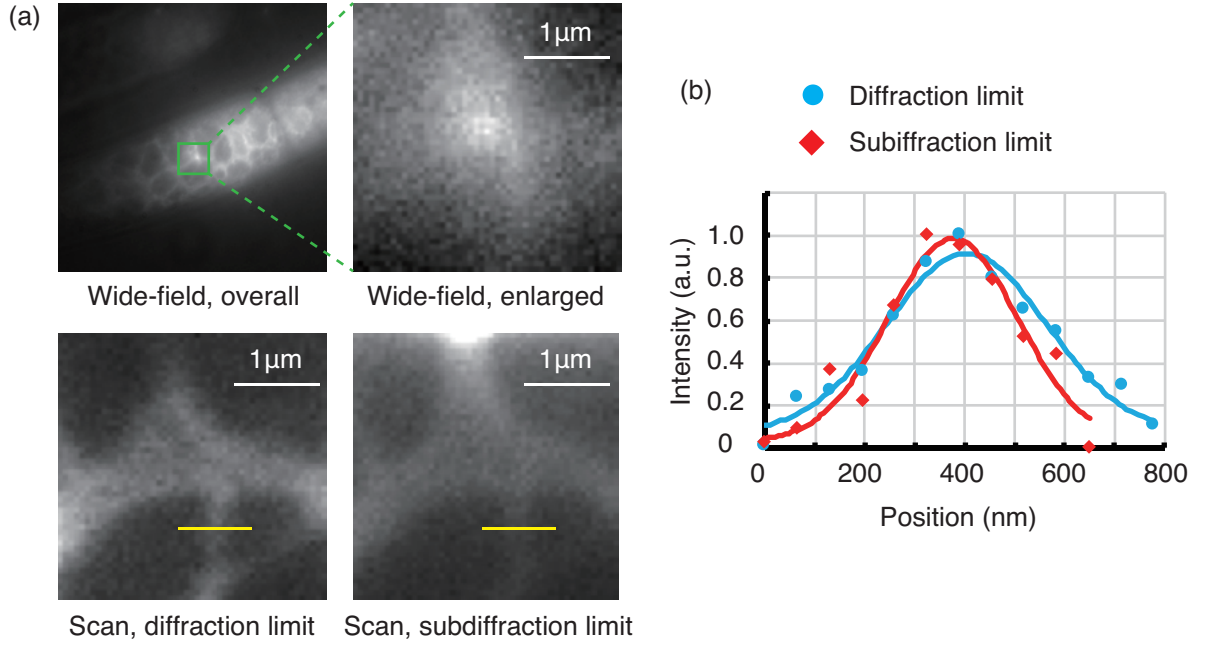 (a)
1μm
Wide-field, overall
Wide-field, enlarged
1μm
1μm
Scan, diffraction limit
Scan, subdiffraction limit
(b)
Diffraction limit
Subiffraction limit
1.0
0.8
0.6
0.4
0.2
0
Intensity (a.u.)
0 200 400 600 800
Position (nm)